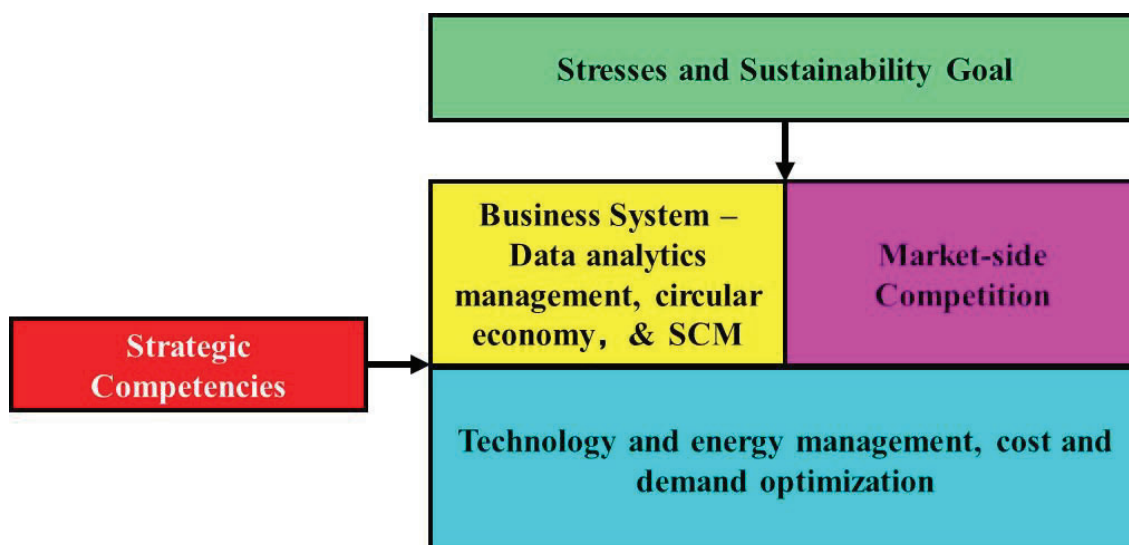 Stresses and Sustainability Goal
Business System –
Data analytics
management, circular
economy, & SCM
Market-side
Competition
Strategic
Competencies
Technology and energy management, cost and
demand optimization